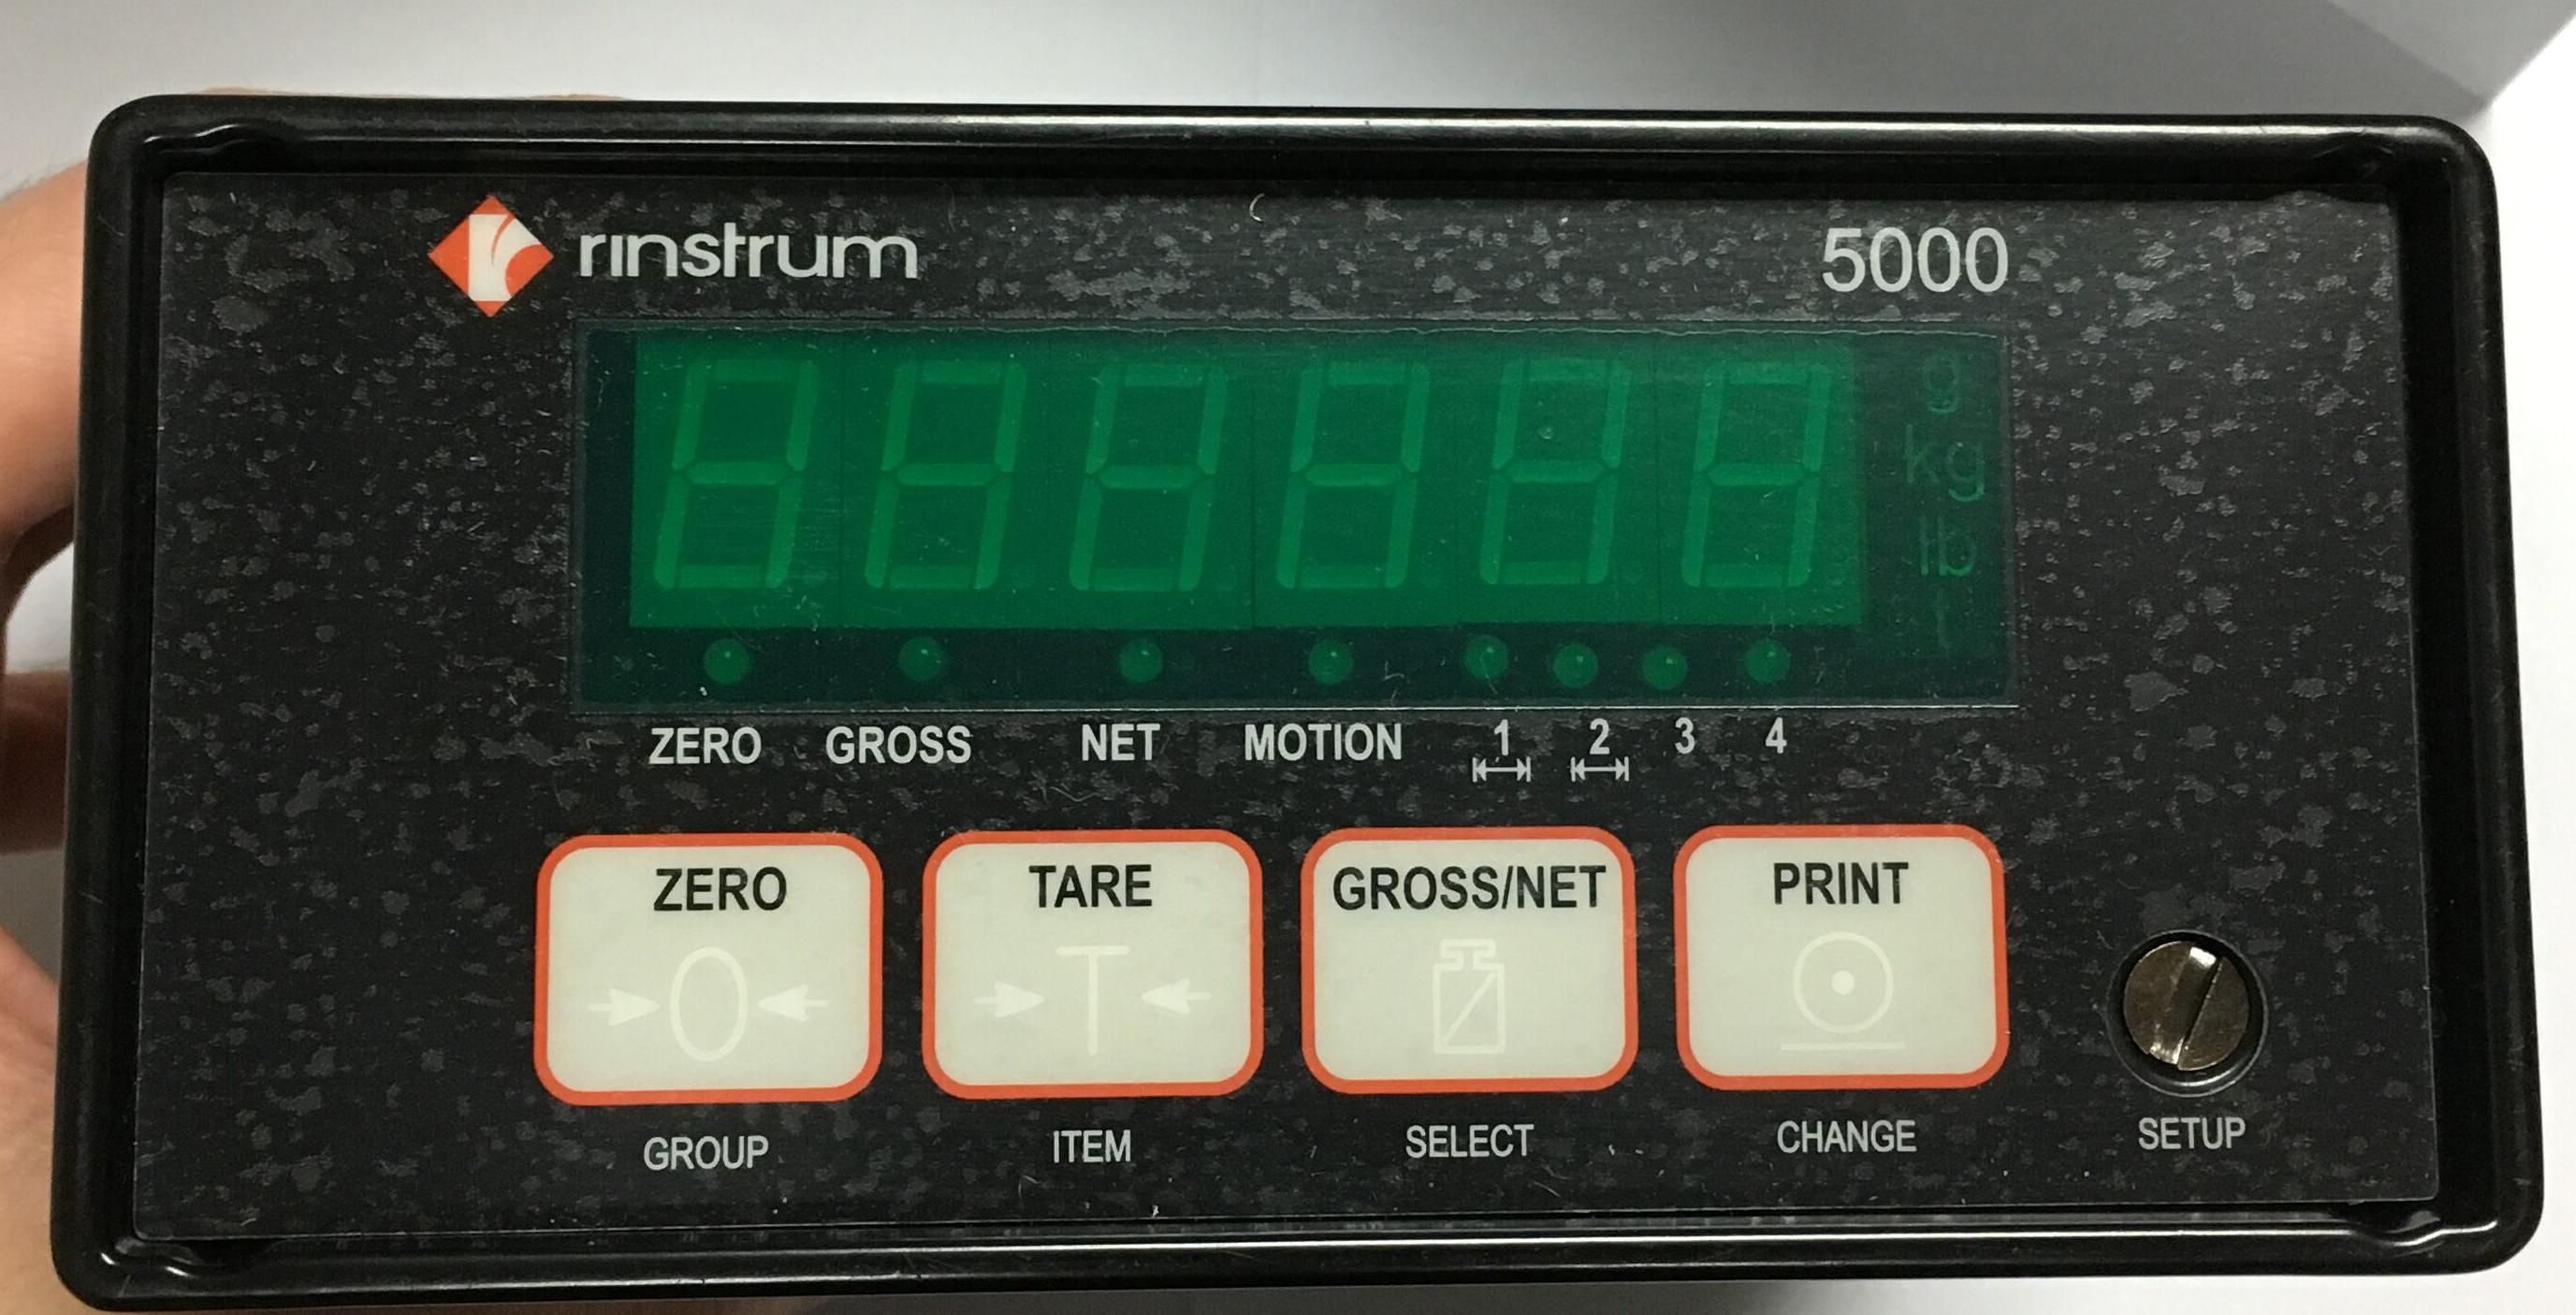 rinstrum 5000
g
kg
lb
t
ZERO GROSS NET MOTION 1 2 3 4
ZERO TARE GROSS/NET PRINT
0 T
GROUP ITEM SELECT CHANGE SETUP